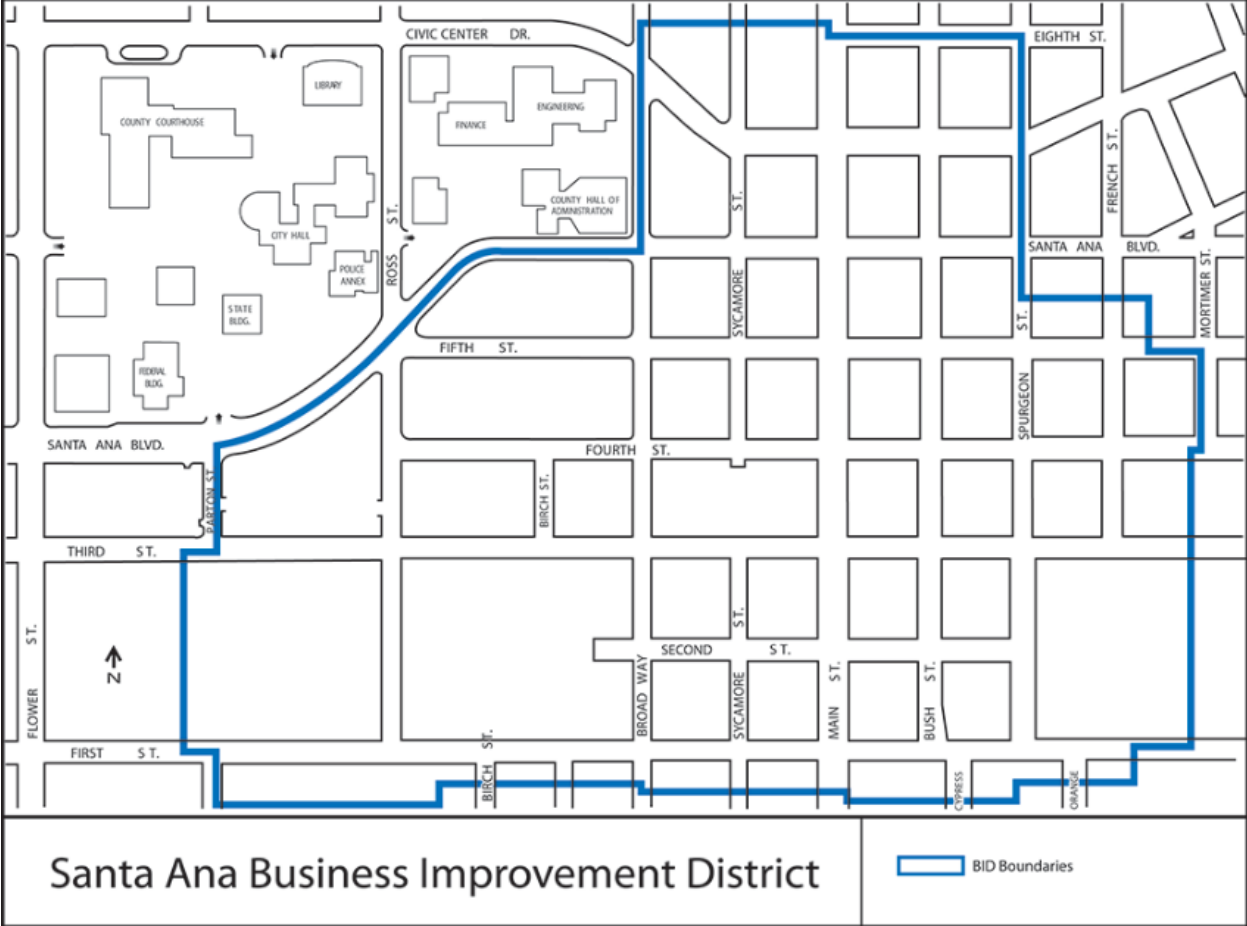 CIVIC CENTER DR.
EIGHTH ST.
LIBRARY
COUNTY COURTHOUSE
ENGINEERING
FINANCE
FRENCH ST.
COUNTY HALL OF
ADMINISTRATION
ST.
ROSS ST.
CITY HALL
SANTA ANA BLVD.
POLICE
ANNEX
SYCAMORE
MORTIMER ST.
STATE
BLDG.
ST.
FIFTH ST.
FEDERAL
BLDG.
SPURGEON
SANTA ANA BLVD.
FOURTH ST.
PARTON ST.
BIRCH ST.
THIRD ST.
FLOWER ST.
N
ST.
SECOND ST.
BROAD WAY
SYCAMORE
MAIN ST.
BUSH ST.
FIRST ST.
BIRCH ST.
CYPRESS
ORANGE
Santa Ana Business Improvement District
BID Boundaries